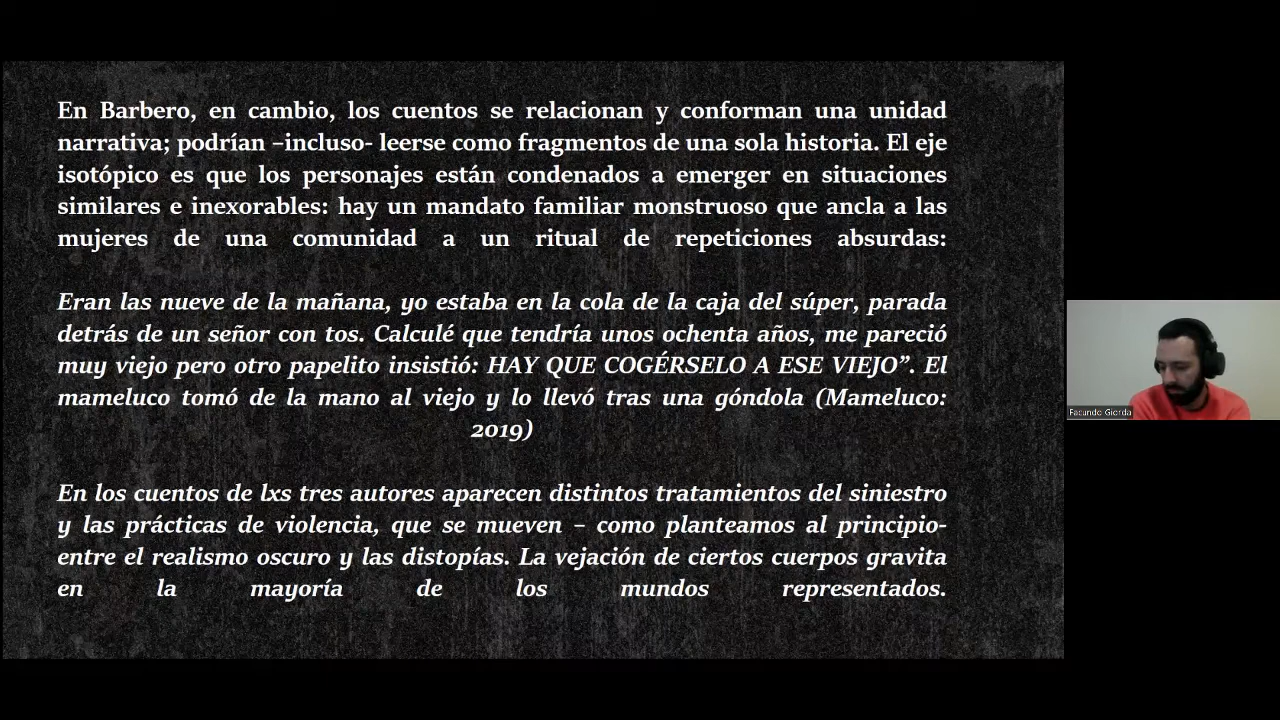 En Barbero, en cambio, los cuentos se relacionan y conforman una unidad
narrativa; podrían –incluso- leerse como fragmentos de una sola historia. El eje
isotópico es que los personajes están condenados a emerger en situaciones
similares e inexorables: hay un mandato familiar monstruoso que ancla a las
mujeres de una comunidad a un ritual de repeticiones absurdas:
Eran las nueve de la mañana, yo estaba en la cola de la caja del súper, parada
detrás de un señor con tos. Calculé que tendría unos ochenta años, me pareció
muy viejo pero otro papelito insistió: HAY QUE COGÉRSELO A ESE VIEJO”. El
mameluco tomó de la mano al viejo y lo llevó tras una góndola (Mameluco:
2019)
En los cuentos de lxs tres autores aparecen distintos tratamientos del siniestro
y las prácticas de violencia, que se mueven – como planteamos al principio-
entre el realismo oscuro y las distopías. La vejación de ciertos cuerpos gravita
en la mayoría de los mundos representados.
Facundo Giorda